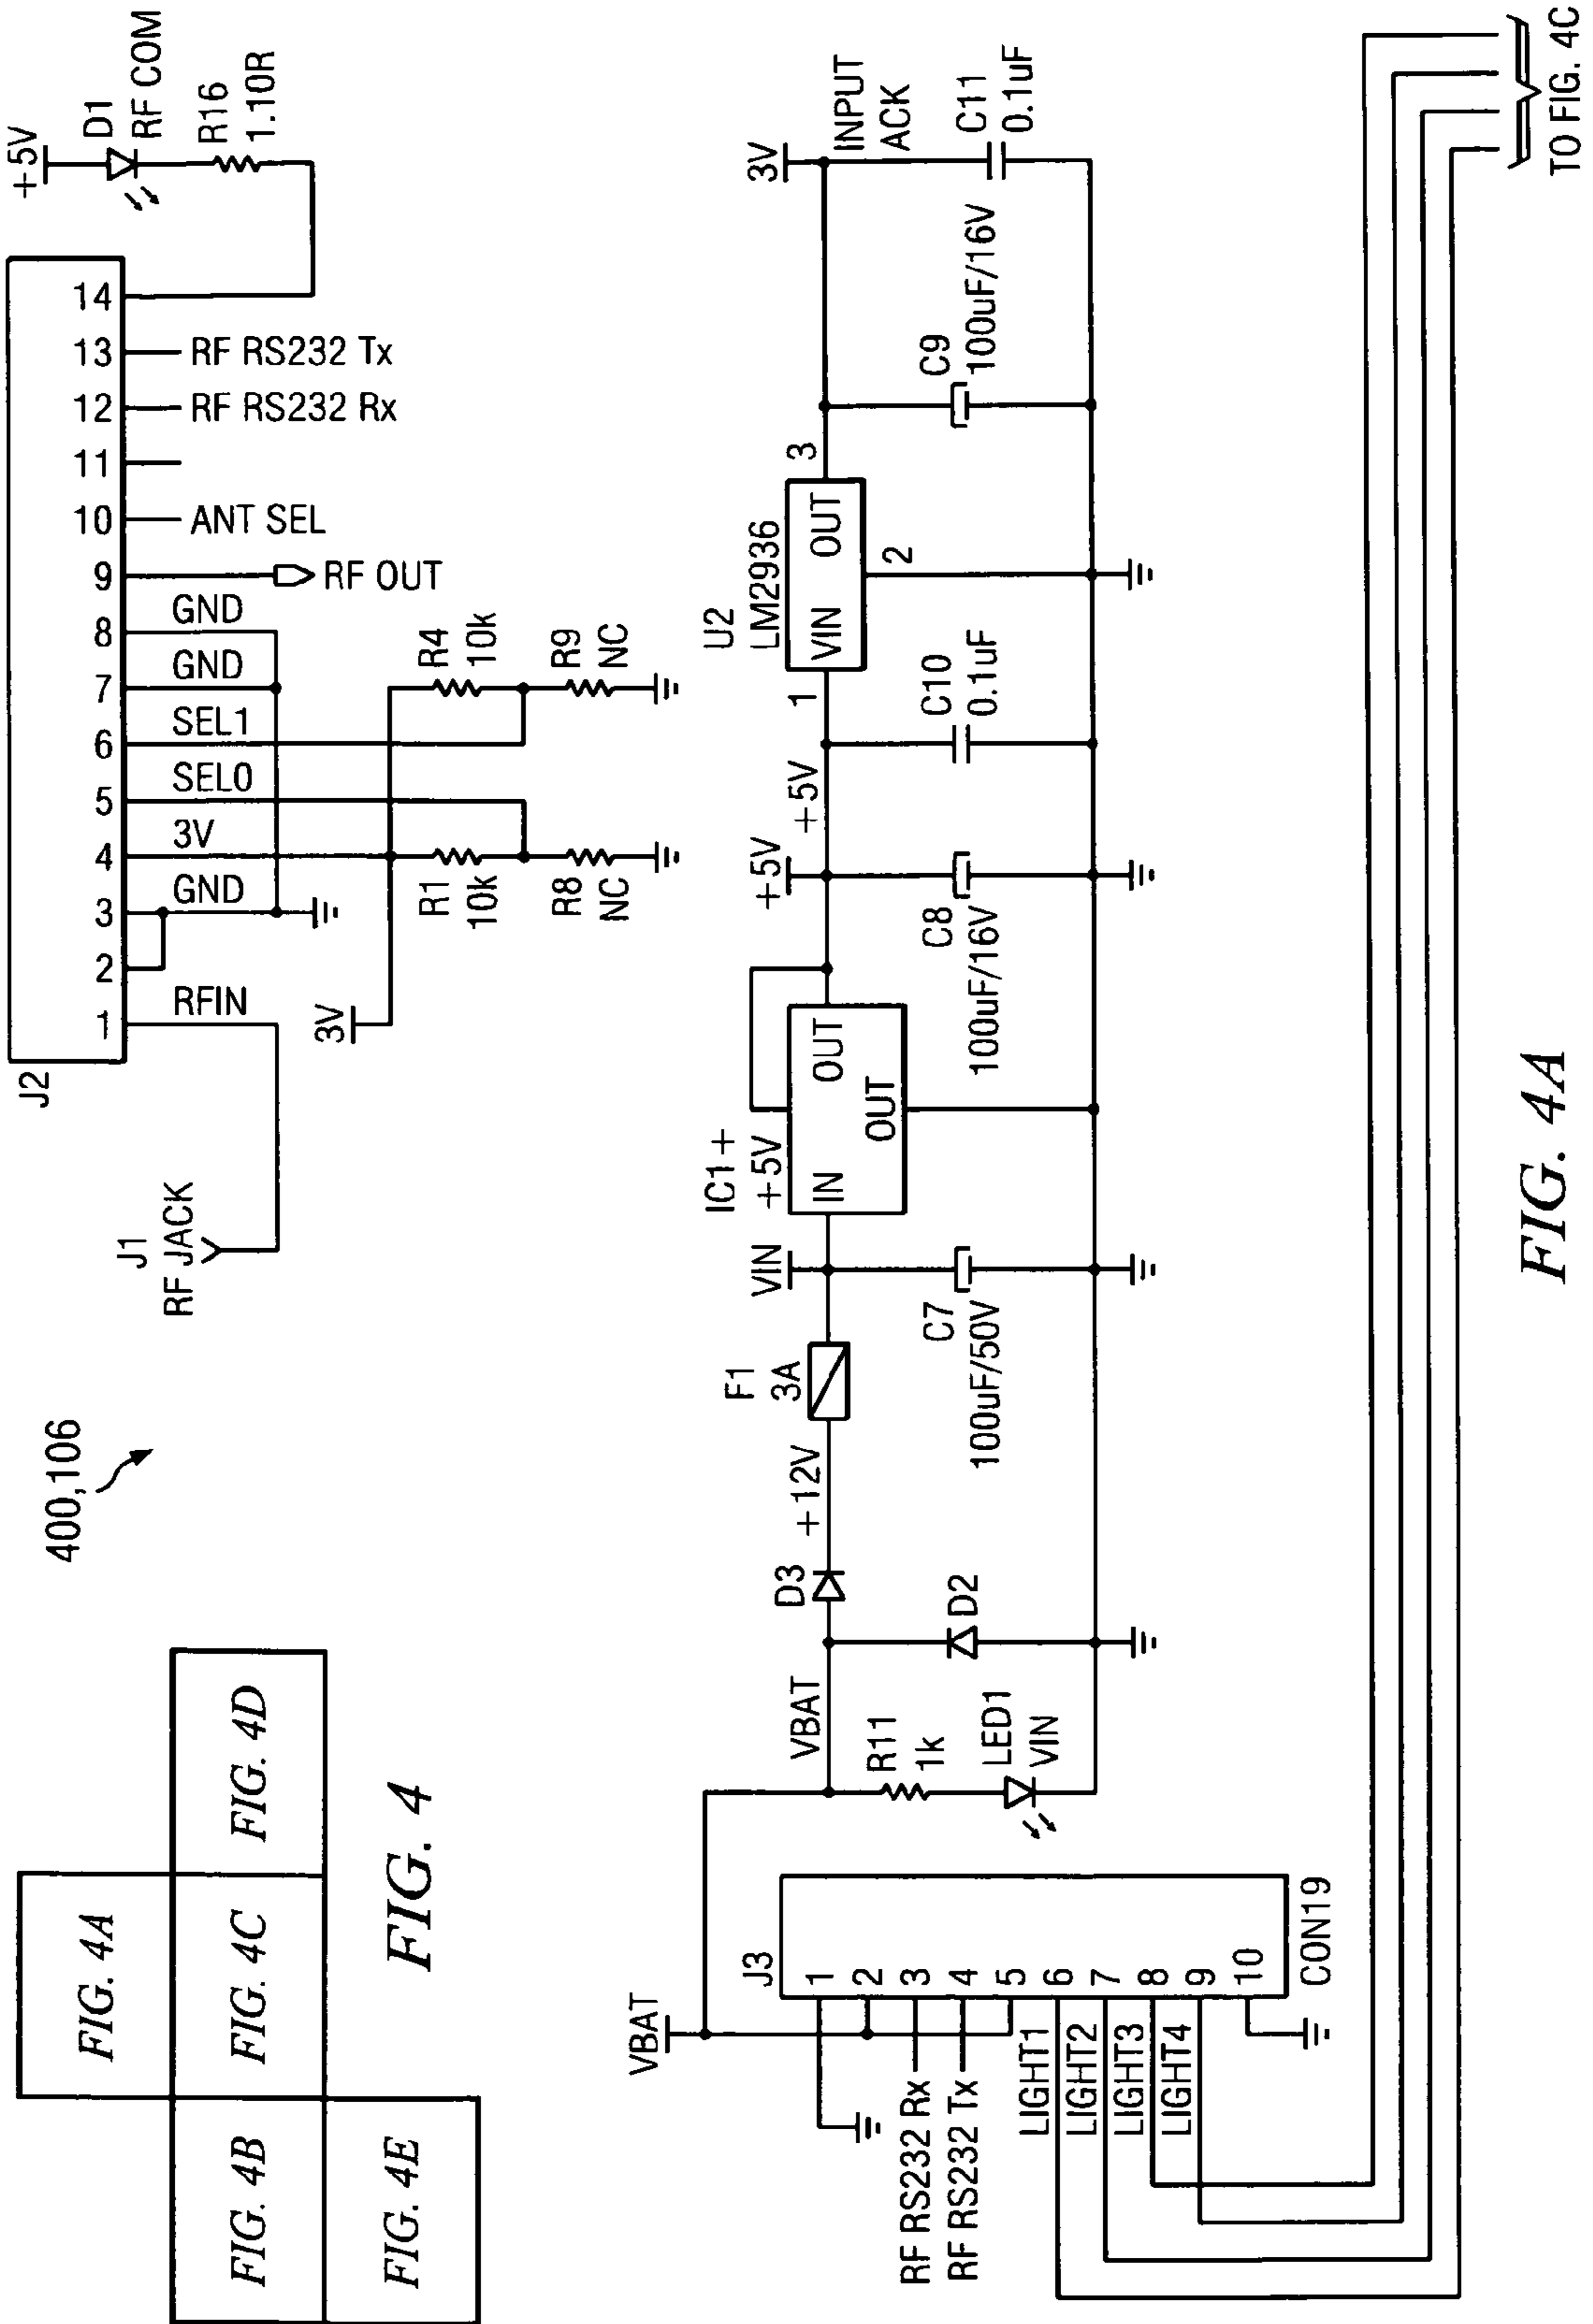 400,106
FIG. 4A
FIG. 4B
FIG. 4C
FIG. 4D
FIG. 4E
FIG. 4
J1
RF JACK
J2
1
2
3
4
5
6
7
8
9
10
11
12
13
14
RFIN
GND
3V
SEL0
SEL1
GND
GND
RF OUT
ANT SEL
RF RS232 Rx
RF RS232 Tx
+5V
D1
RF COM
R16
1.10R
3V
R1
10k
R8
NC
R4
10k
R9
NC
VBAT
J3
1
2
3
4
5
6
7
8
9
10
CON19
RF RS232 Rx
RF RS232 Tx
LIGHT1
LIGHT2
LIGHT3
LIGHT4
VBAT
R11
1k
LED1
VIN
D3
D2
+12V
F1
3A
VIN
C7
100uF/50V
IC1+
+5V
IN
OUT
OUT
+5V
C8
100uF/16V
+5V
C10
0.1uF
U2
LM2936
1
VIN
OUT
2
3
C9
100uF/16V
3V
INPUT
ACK
C11
0.1uF
TO FIG. 4C
FIG. 4A